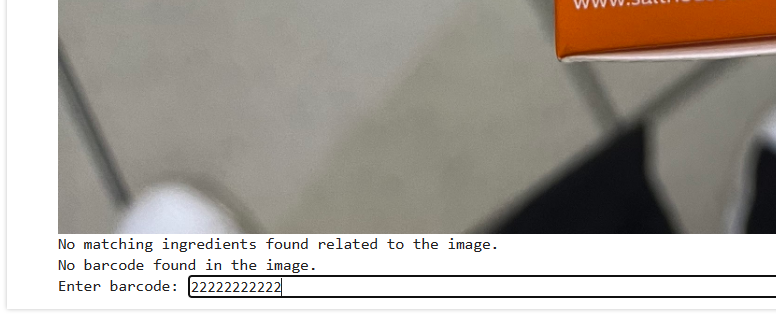 No matching ingredients found related to the image.
No barcode found in the image.
Enter barcode: 22222222222